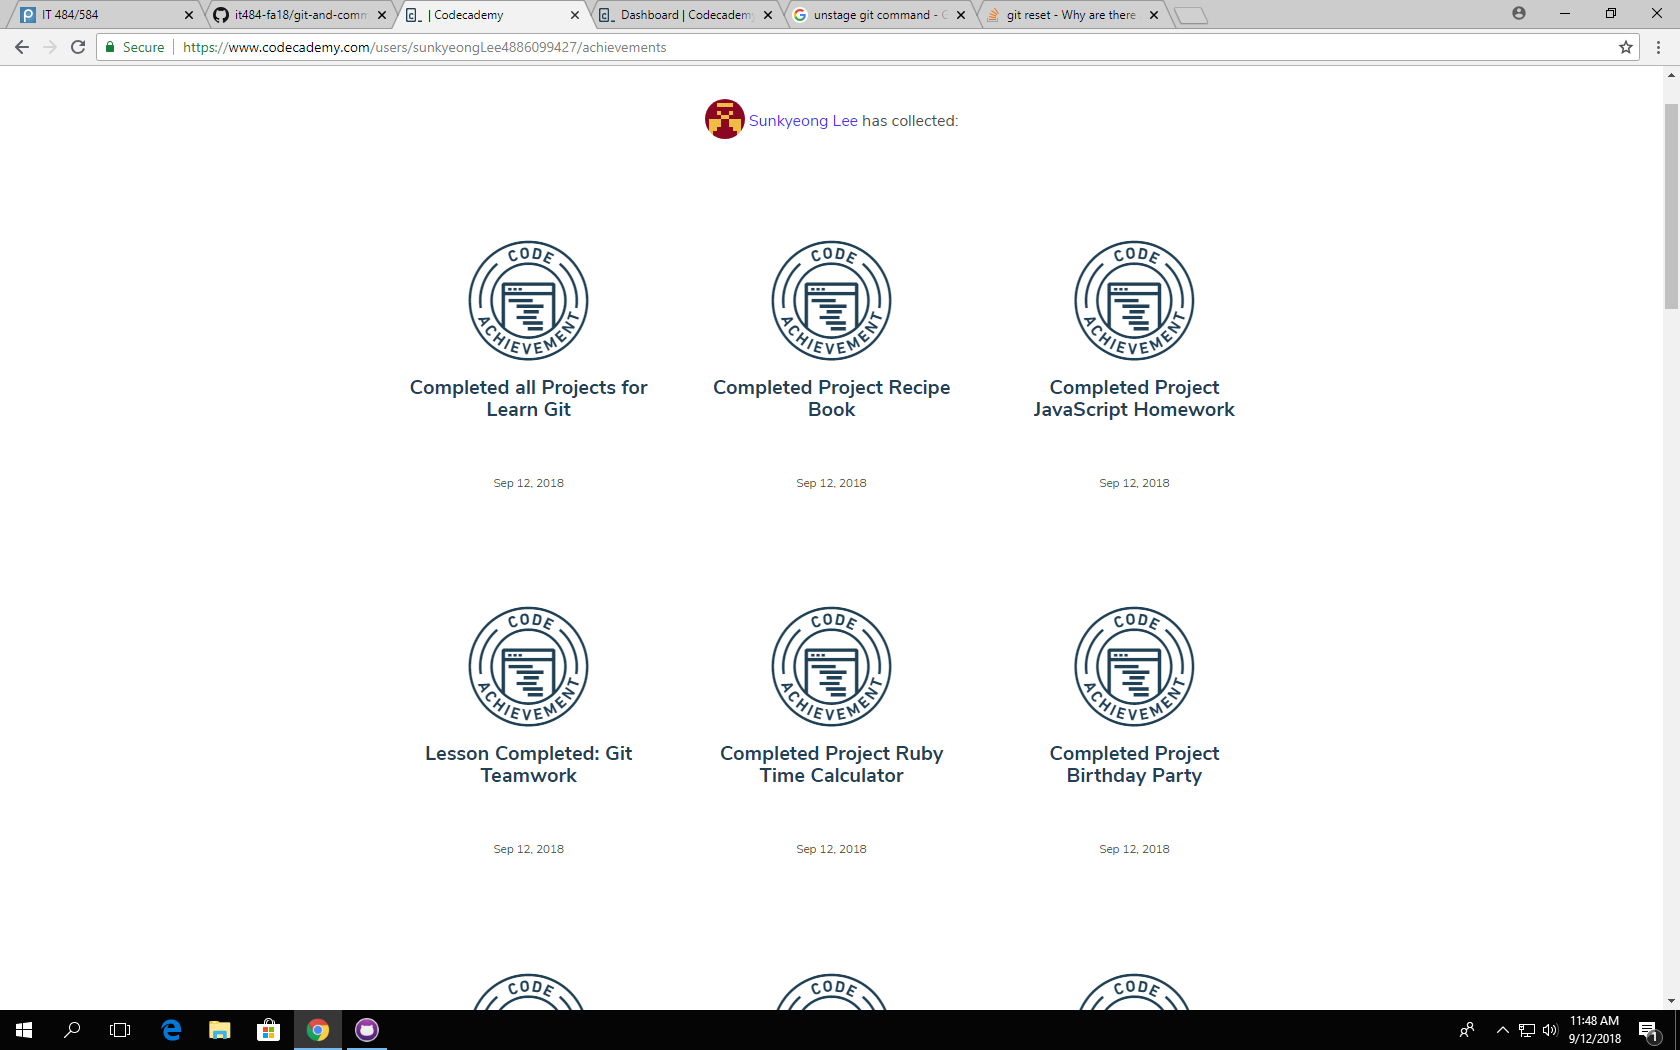 IT 484/584
it484-fa18/git-and-comm
| Codecademy
Dashboard | Codecadem
unstage git command - G
git reset - Why are there
Secure
https://www.codecademy.com/users/sunkyeongLee4886099427/achievements
Sunkyeong Lee has collected:
CODE ACHIEVEMENT
CODE ACHIEVEMENT
CODE ACHIEVEMENT
Completed all Projects for
Learn Git
Completed Project Recipe
Book
Completed Project
JavaScript Homework
Sep 12, 2018
Sep 12, 2018
Sep 12, 2018
CODE ACHIEVEMENT
CODE ACHIEVEMENT
CODE ACHIEVEMENT
Lesson Completed: Git
Teamwork
Completed Project Ruby
Time Calculator
Completed Project
Birthday Party
Sep 12, 2018
Sep 12, 2018
Sep 12, 2018
CODE
CODE
CODE
11:48 AM
9/12/2018
1